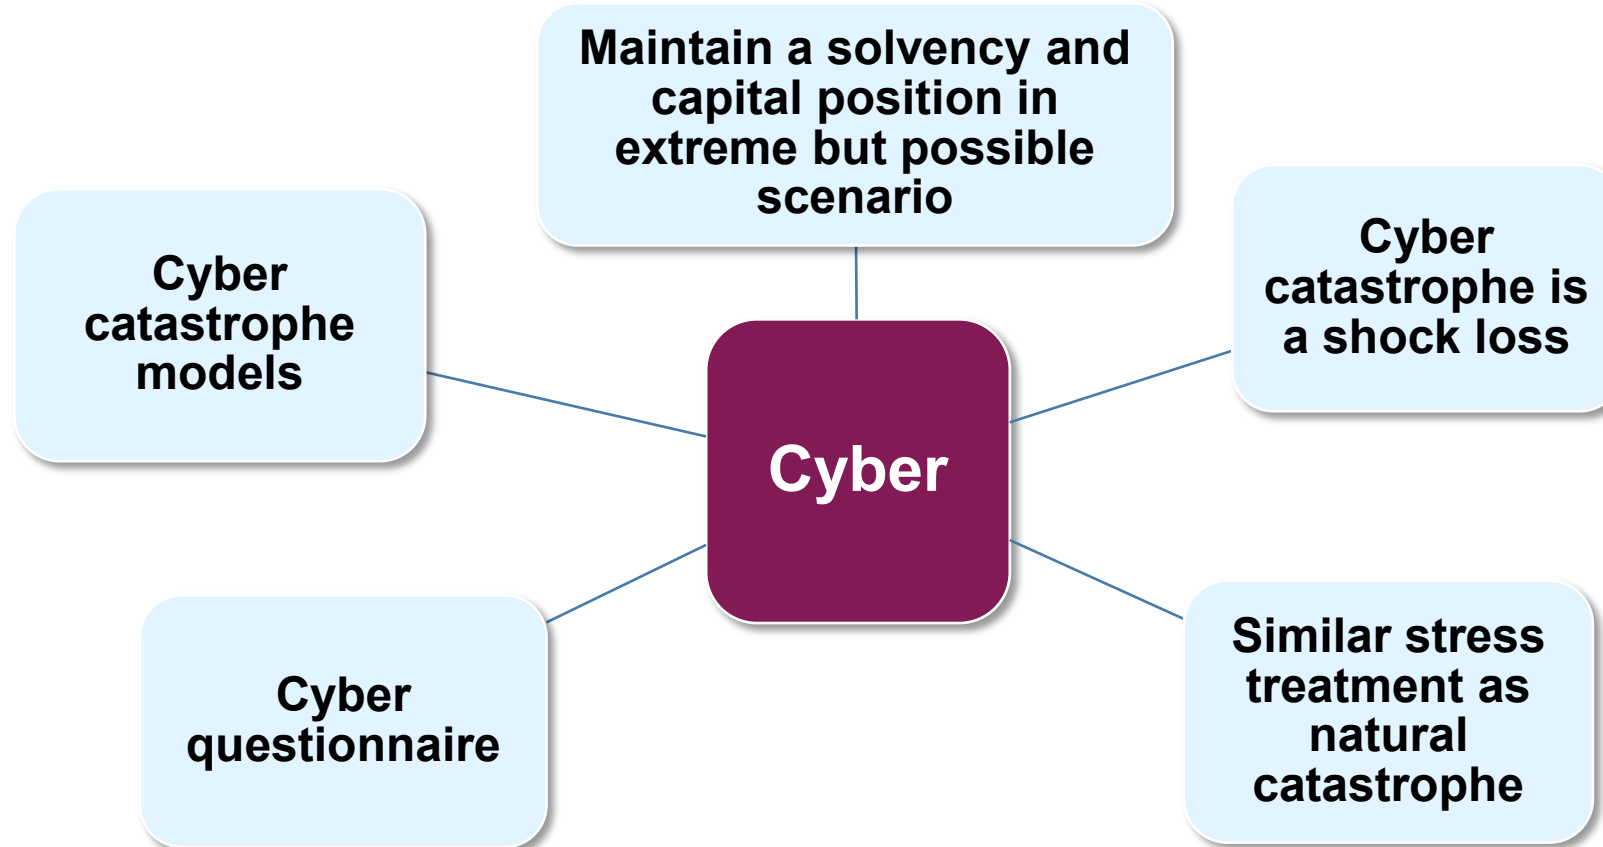 Maintain a solvency and
capital position in
extreme but possible
scenario
Cyber
catastrophe is
a shock loss
Cyber
catastrophe
models
Cyber
Similar stress
treatment as
natural
catastrophe
Cyber
questionnaire